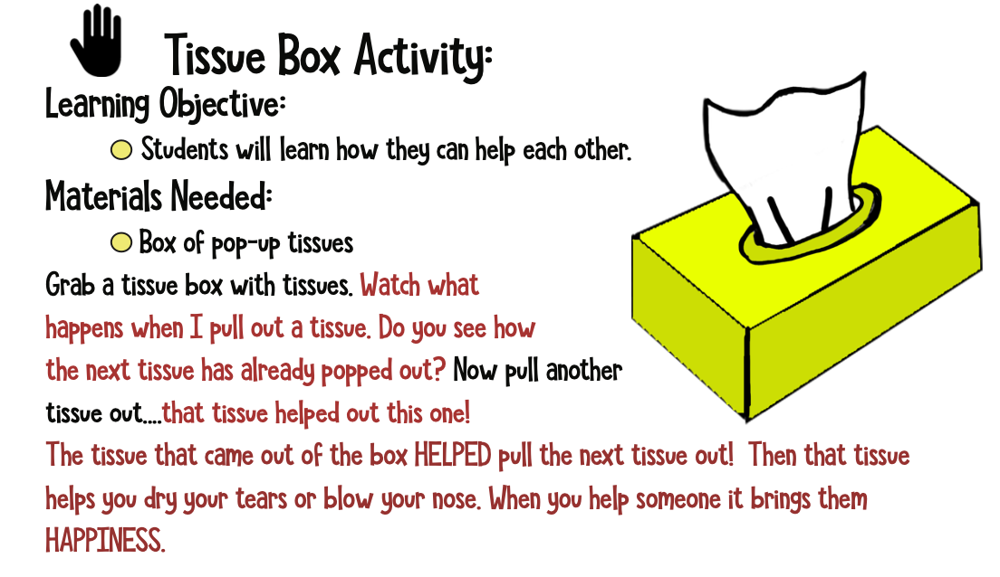 Tissue Box Activity:
Learning Objective:
Students will learn how they can help each other.
Materials Needed:
Box of pop-up tissues
Grab a tissue box with tissues. Watch what
happens when I pull out a tissue. Do you see how
the next tissue has already popped out? Now pull another
tissue out....that tissue helped out this one!
The tissue that came out of the box HELPED pull the next tissue out!  Then that tissue
helps you dry your tears or blow your nose. When you help someone it brings them
HAPPINESS.